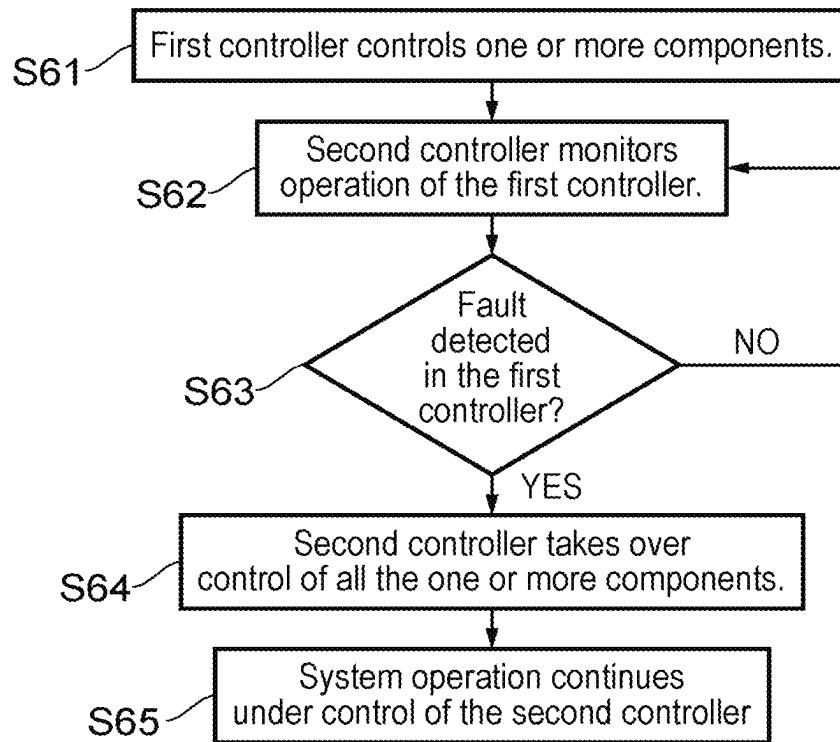 S61
First controller controls one or more components.
S62
Second controller monitors
operation of the first controller.
S63
Fault
detected
in the first
controller?
NO
YES
S64
Second controller takes over
control of all the one or more components.
S65
System operation continues
under control of the second controller